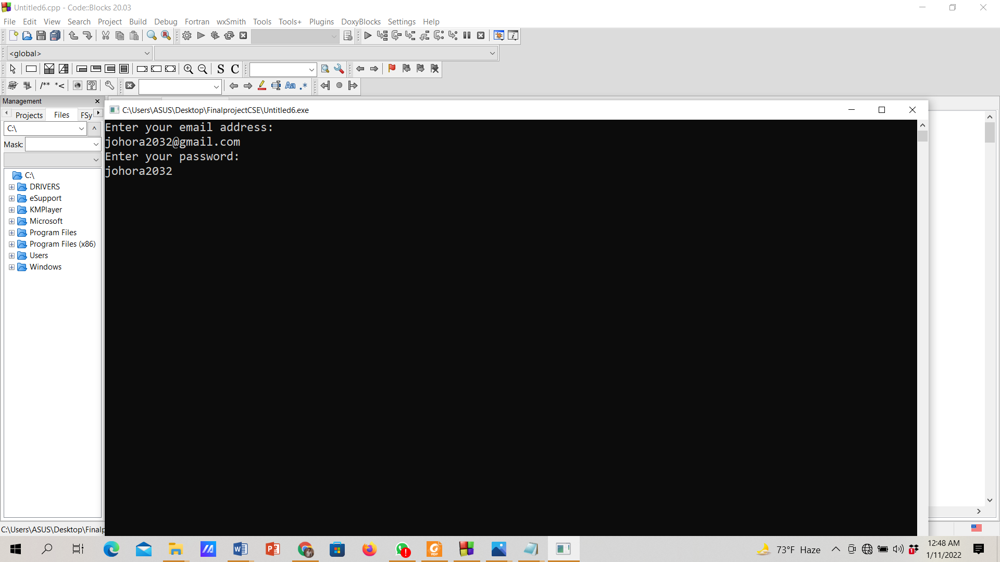 Untitled6.cpp - Code::Blocks 20.03
File Edit View Search Project Build Debug Fortran wxSmith Tools Tools+ Plugins DoxyBlocks Settings Help
<global>
S C
/** *<
Aa .*
Management
Projects Files FSy
C:\
Mask:
C:\
DRIVERS
eSupport
KMPlayer
Microsoft
Program Files
Program Files (x86)
Users
Windows
C:\Users\ASUS\Desktop\FinalprojectCSE\Untitled6.exe
Enter your email address:
johora2032@gmail.com
Enter your password:
johora2032
C:\Users\ASUS\Desktop\Finalp
73°F Haze
12:48 AM
1/11/2022